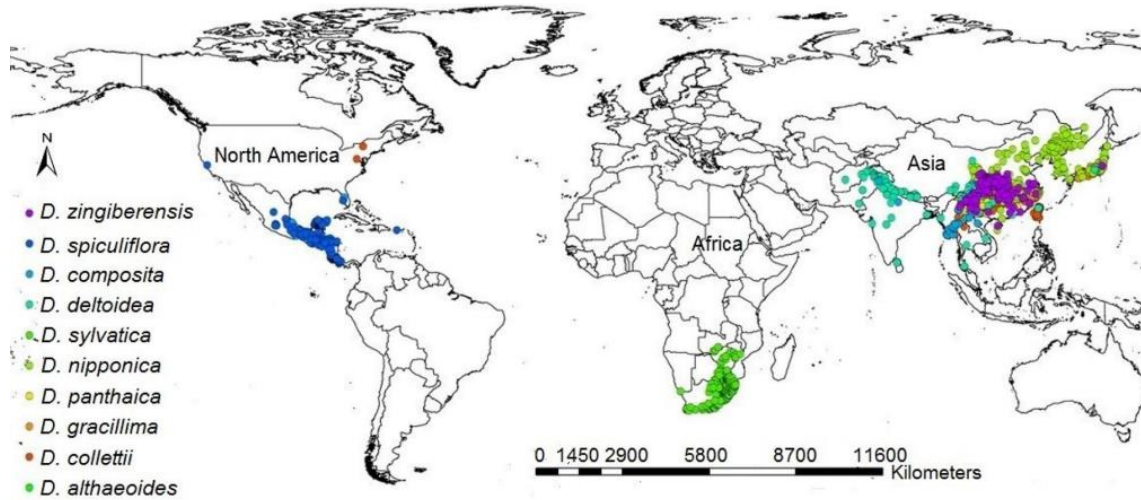 N
North America
Asia
Africa
D. zingiberensis
D. spiculiflora
D. composita
D. deltoidea
D. sylvatica
D. nipponica
D. panthaica
D. gracillima
D. collettii
D. althaeoides
0 1450 2900 5800 8700 11600
Kilometers